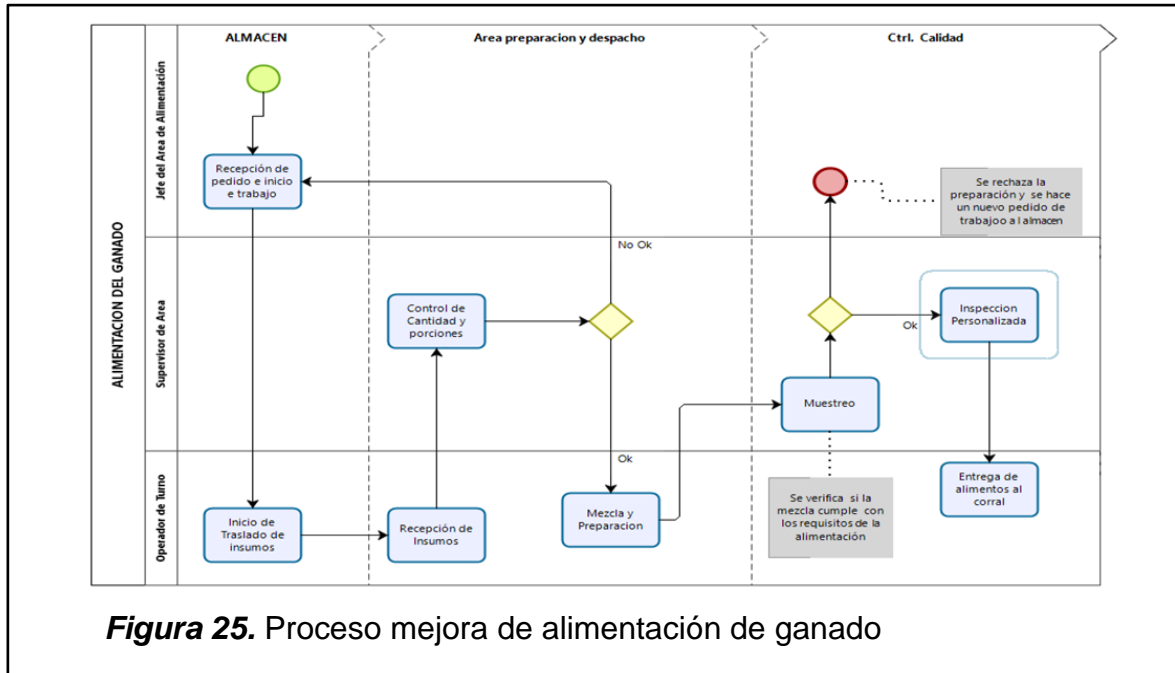 ALIMENTACION DEL GANADO
ALMACEN
Area preparacion y despacho
Ctrl. Calidad
Jefe del Area de Alimentación
Recepción de
pedido e inicio
e trabajo
Se rechaza la
preparación y se hace
un nuevo pedido de
trabajoo a l almacen
Supervisor de Area
No Ok
Control de
Cantidad y
porciones
Ok
Inspeccion
Personalizada
Muestreo
Operador de Turno
Ok
Inicio de
Traslado de
insumos
Recepción de
Insumos
Mezcla y
Preparacion
Se verifica si la
mezcla cumple con
los requisitos de la
alimentación
Entrega de
alimentos al
corral
Figura 25. Proceso mejora de alimentación de ganado